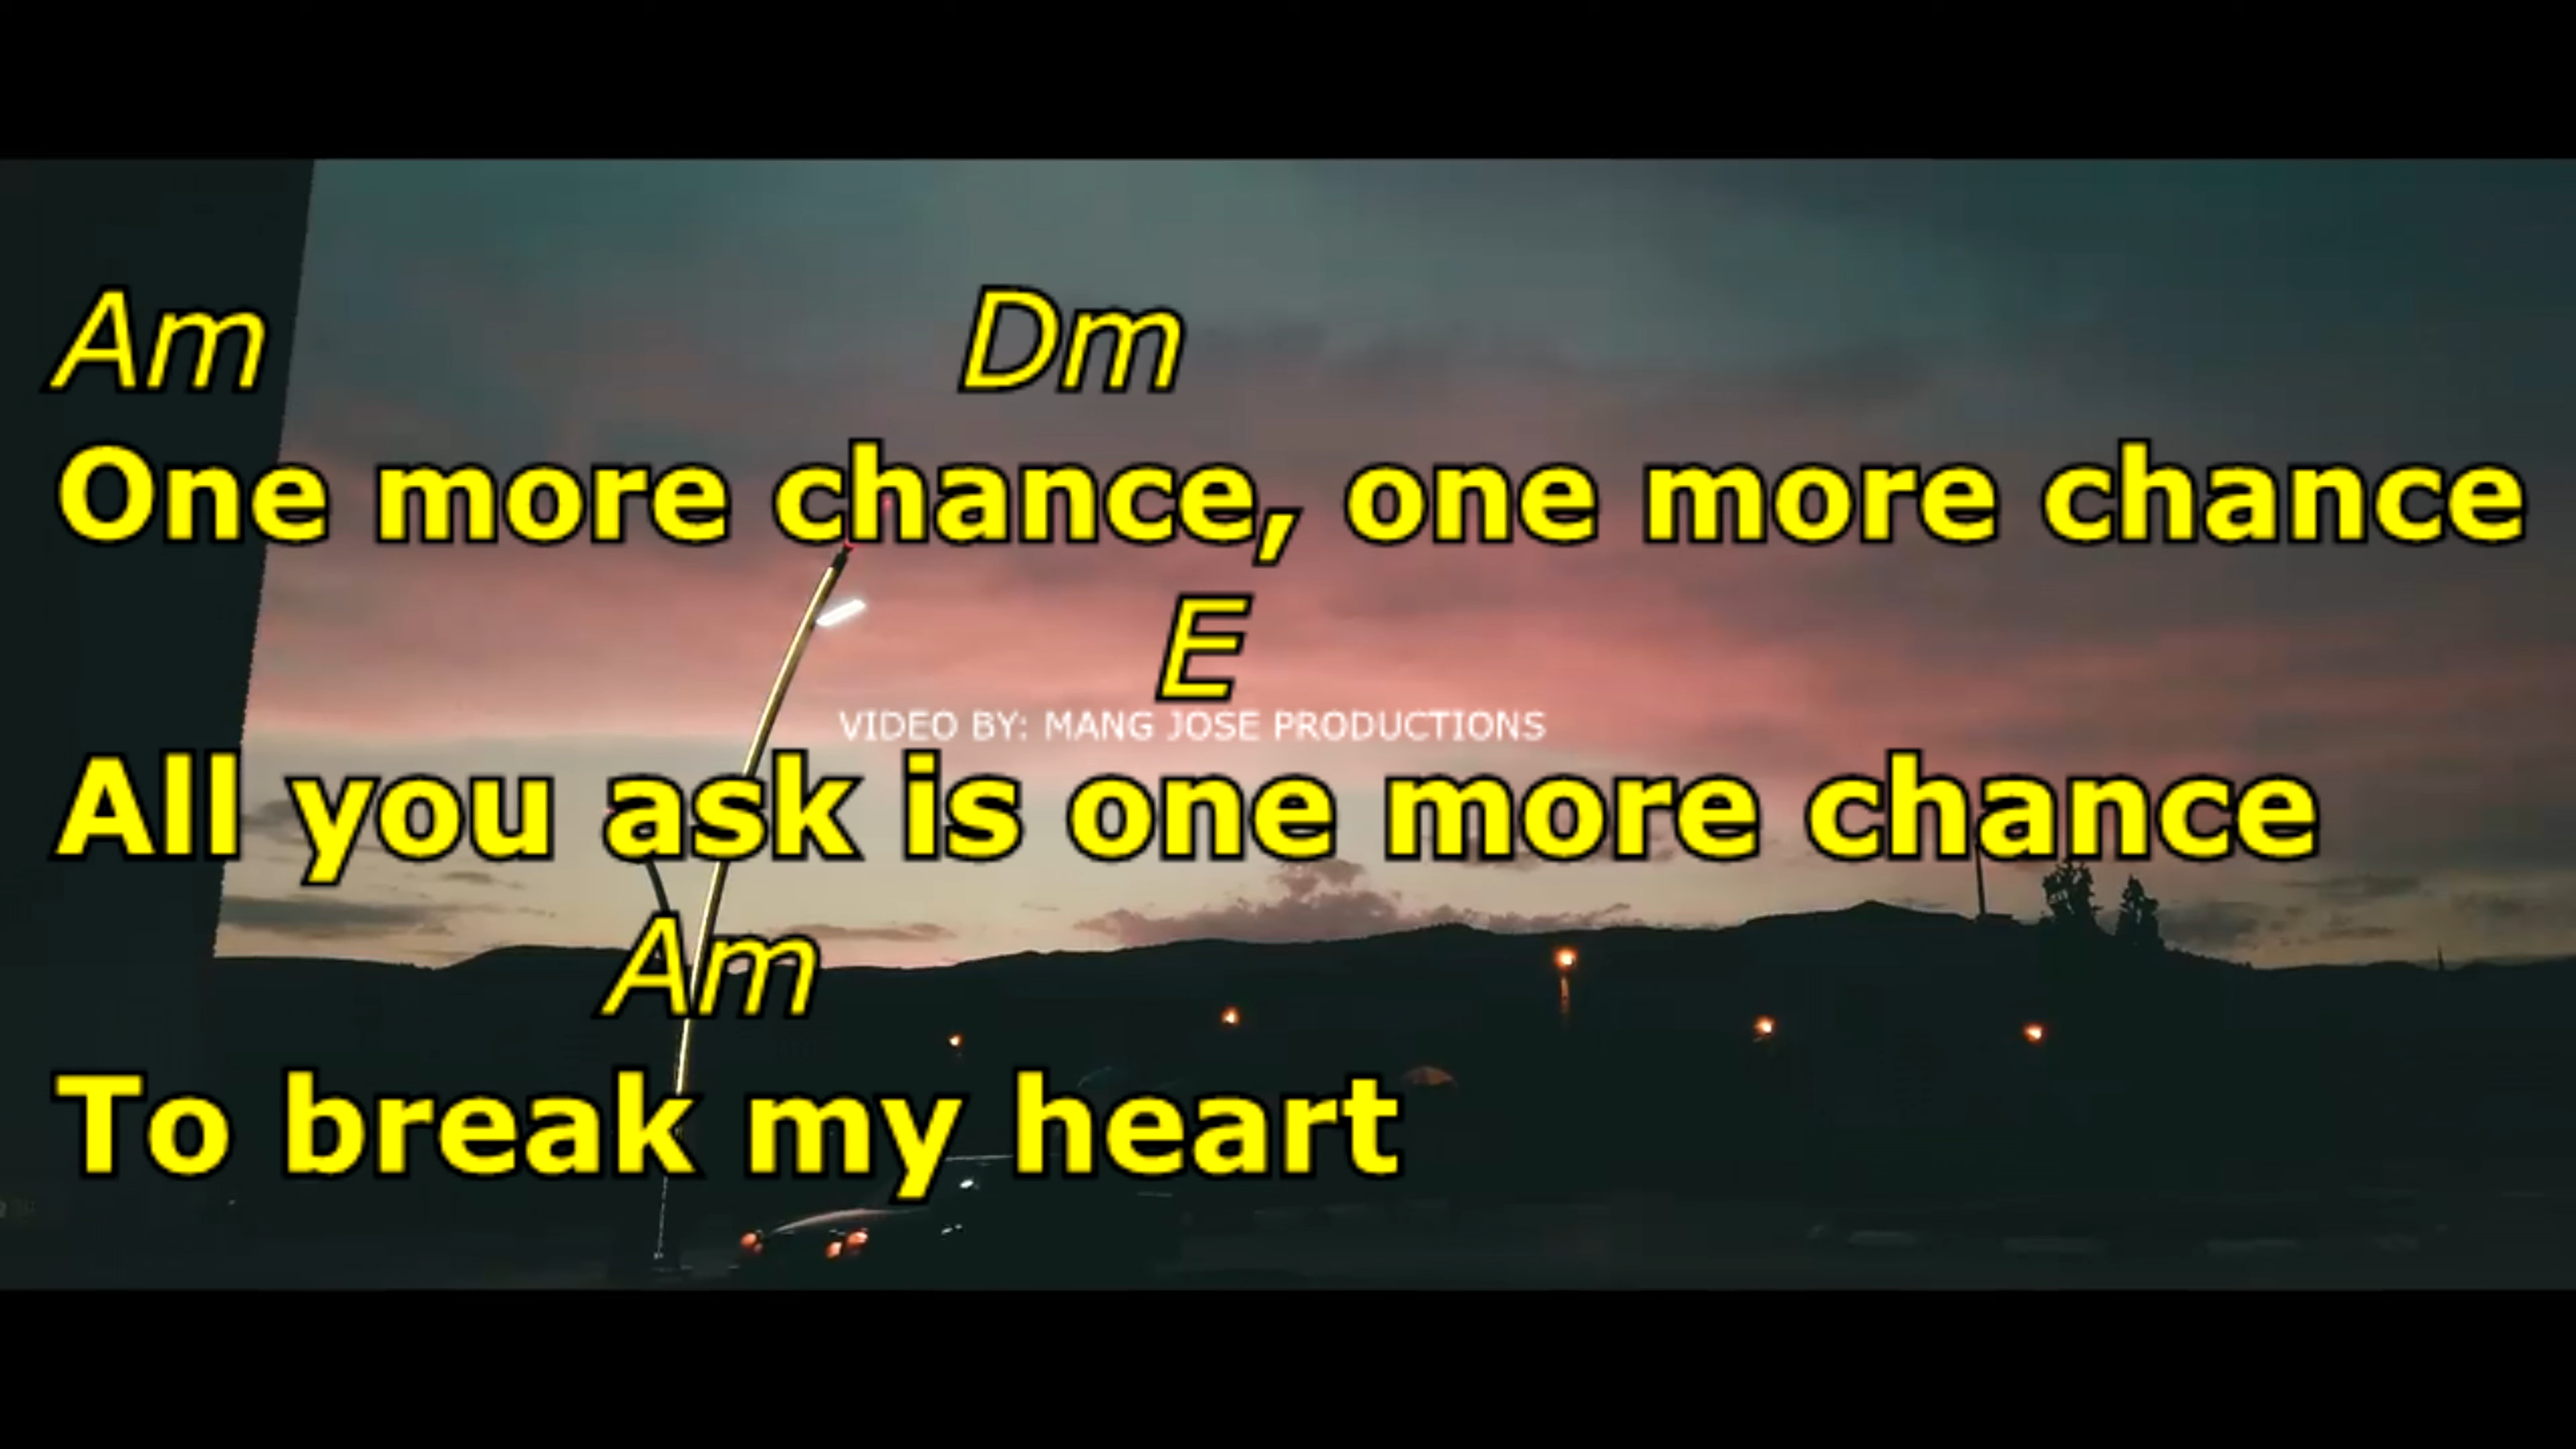 Am Dm
One more chance, one more chance
E
VIDEO BY: MANG JOSE PRODUCTIONS
All you ask is one more chance
Am
To break my heart